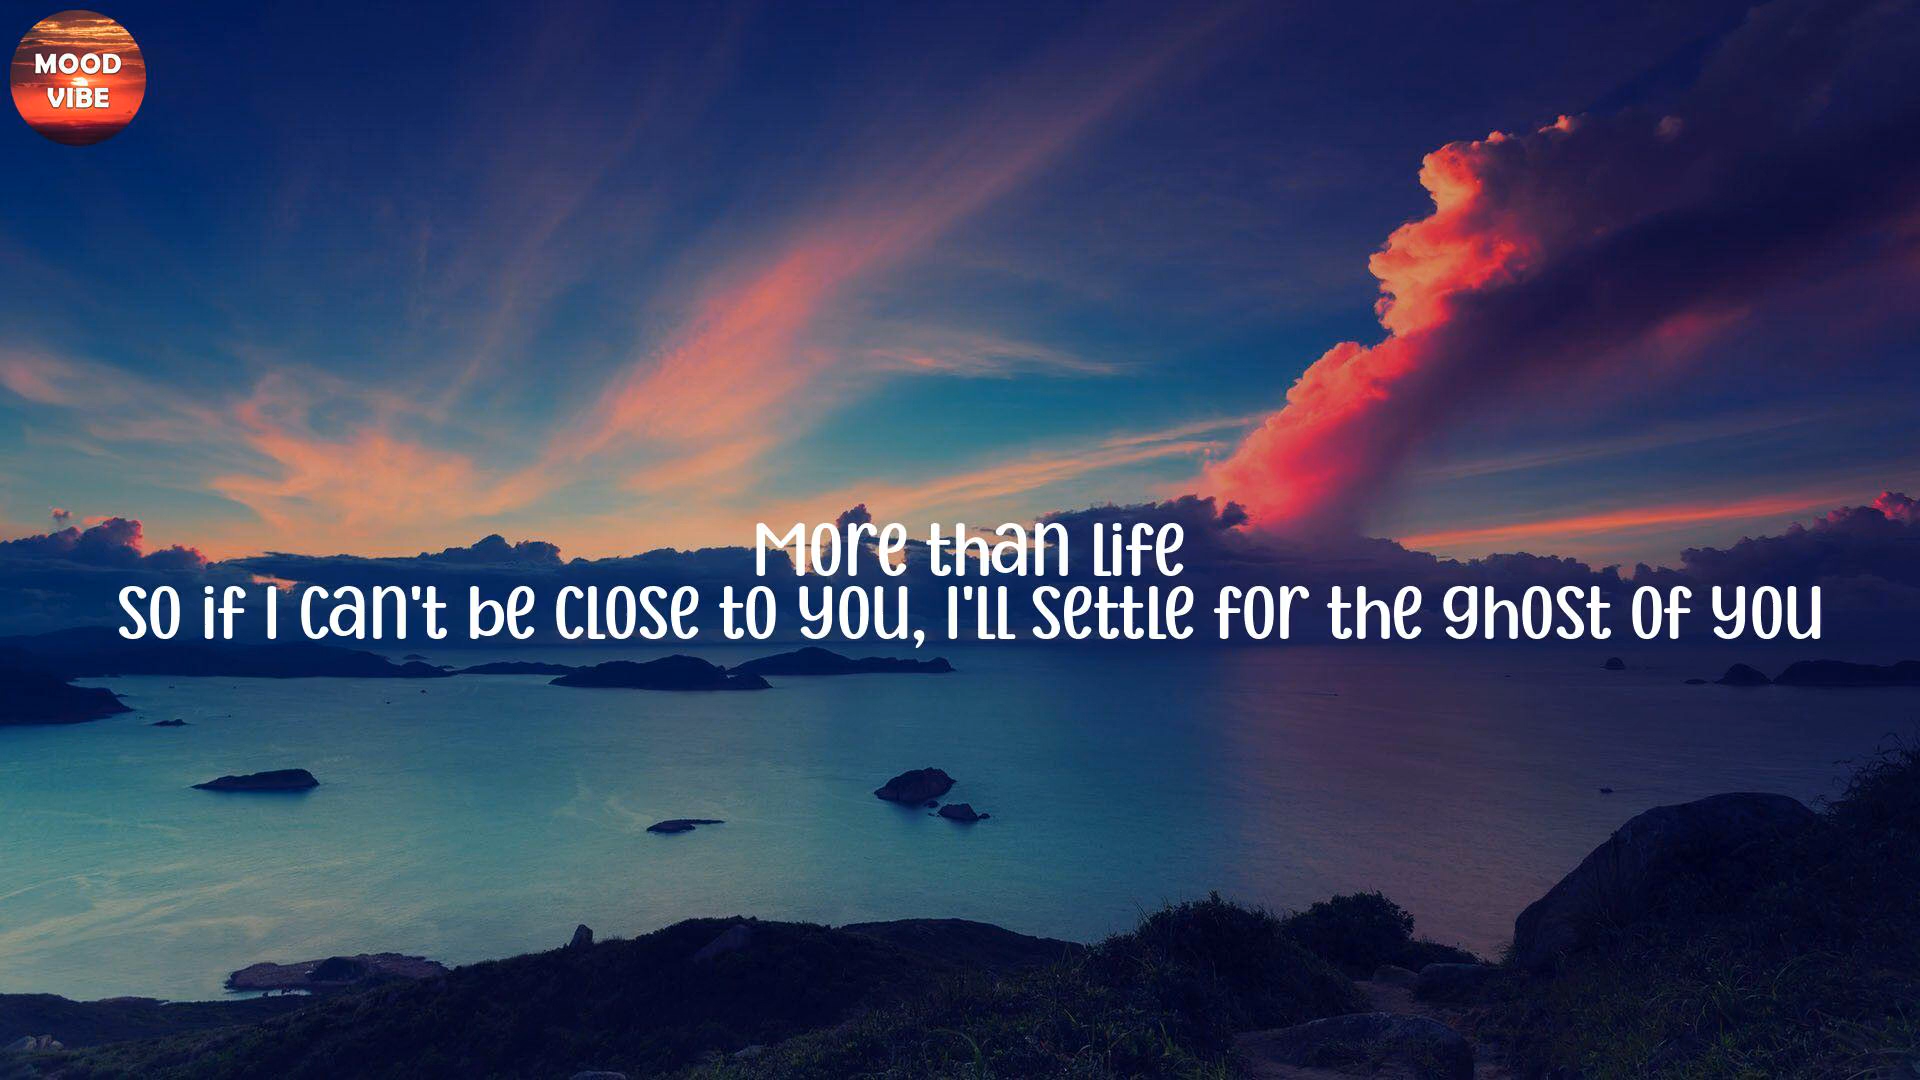 MOOD
VIBE
More than life
So if I can't be close to you, I'll settle for the ghost of you